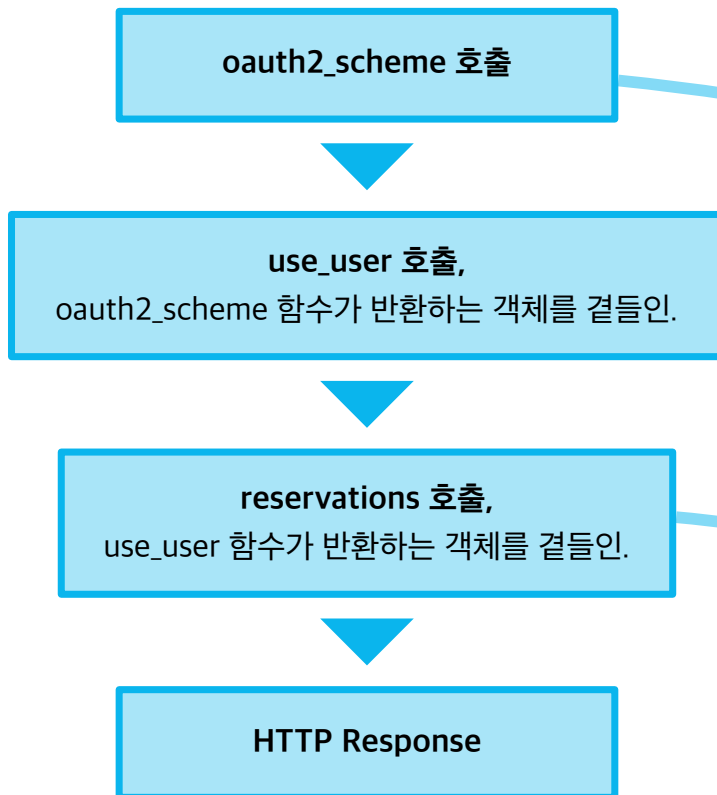 oauth2_scheme 호출
use_user 호출,
oauth2_scheme 함수가 반환하는 객체를 곁들인.
reservations 호출,
use_user 함수가 반환하는 객체를 곁들인.
HTTP Response